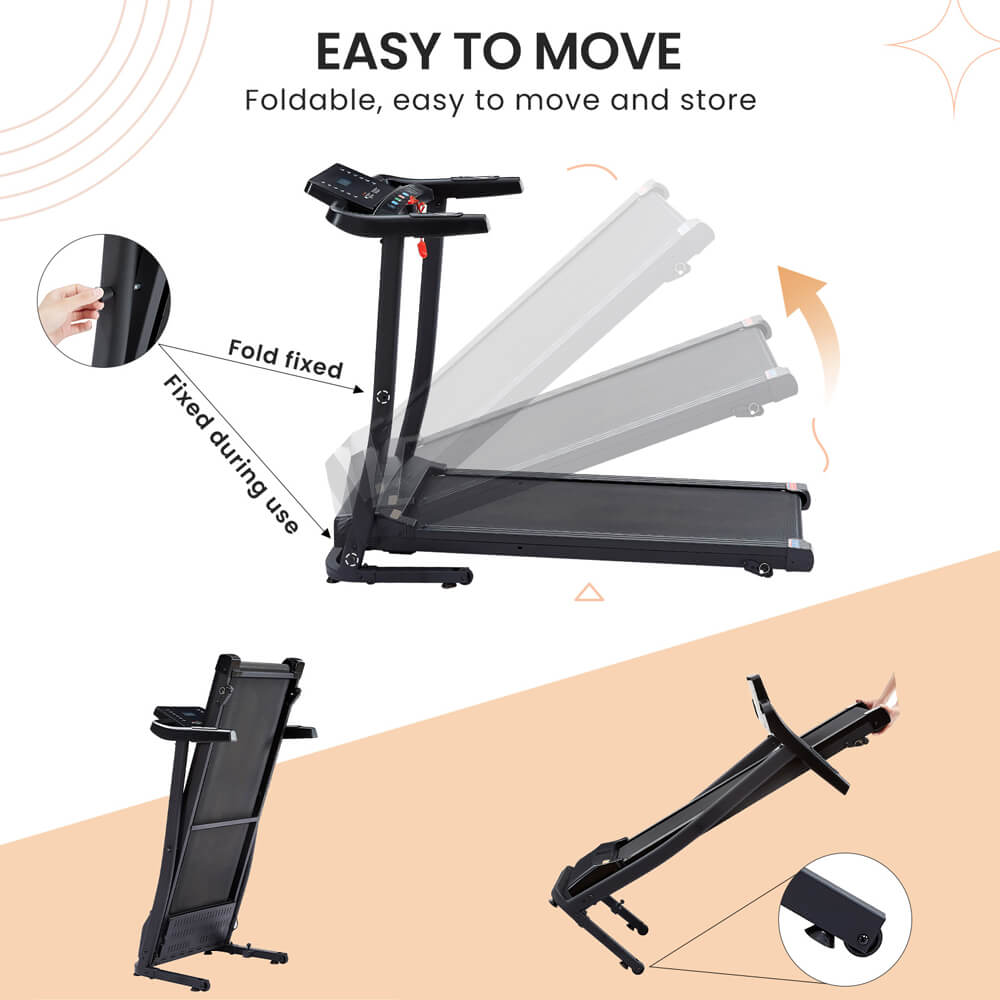 EASY TO MOVE
Foldable, easy to move and store
Fold fixed
Fixed during use